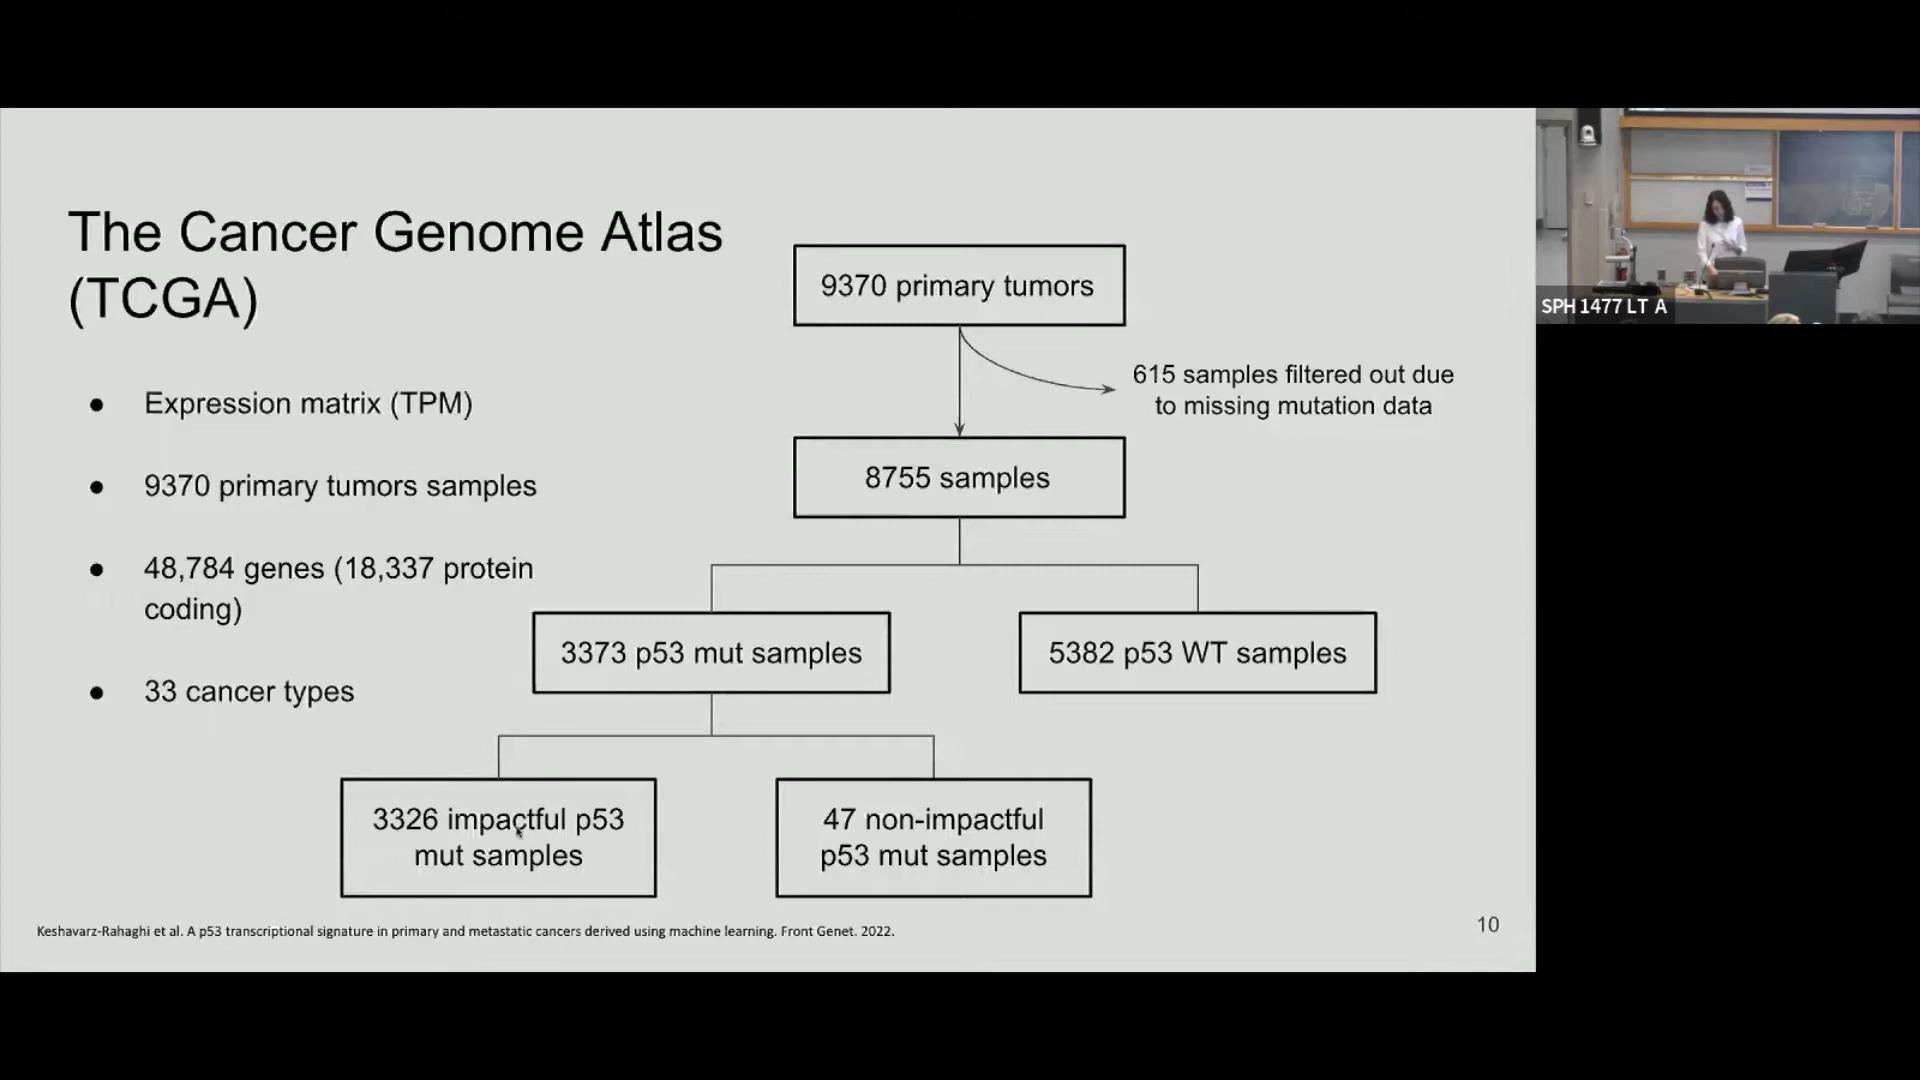 The Cancer Genome Atlas
(TCGA)
● Expression matrix (TPM)
● 9370 primary tumors samples
● 48,784 genes (18,337 protein
coding)
● 33 cancer types
9370 primary tumors
615 samples filtered out due
to missing mutation data
8755 samples
3373 p53 mut samples
5382 p53 WT samples
3326 impactful p53
mut samples
47 non-impactful
p53 mut samples
Keshavarz-Rahaghi et al. A p53 transcriptional signature in primary and metastatic cancers derived using machine learning. Front Genet. 2022.
10
SPH 1477 LT A